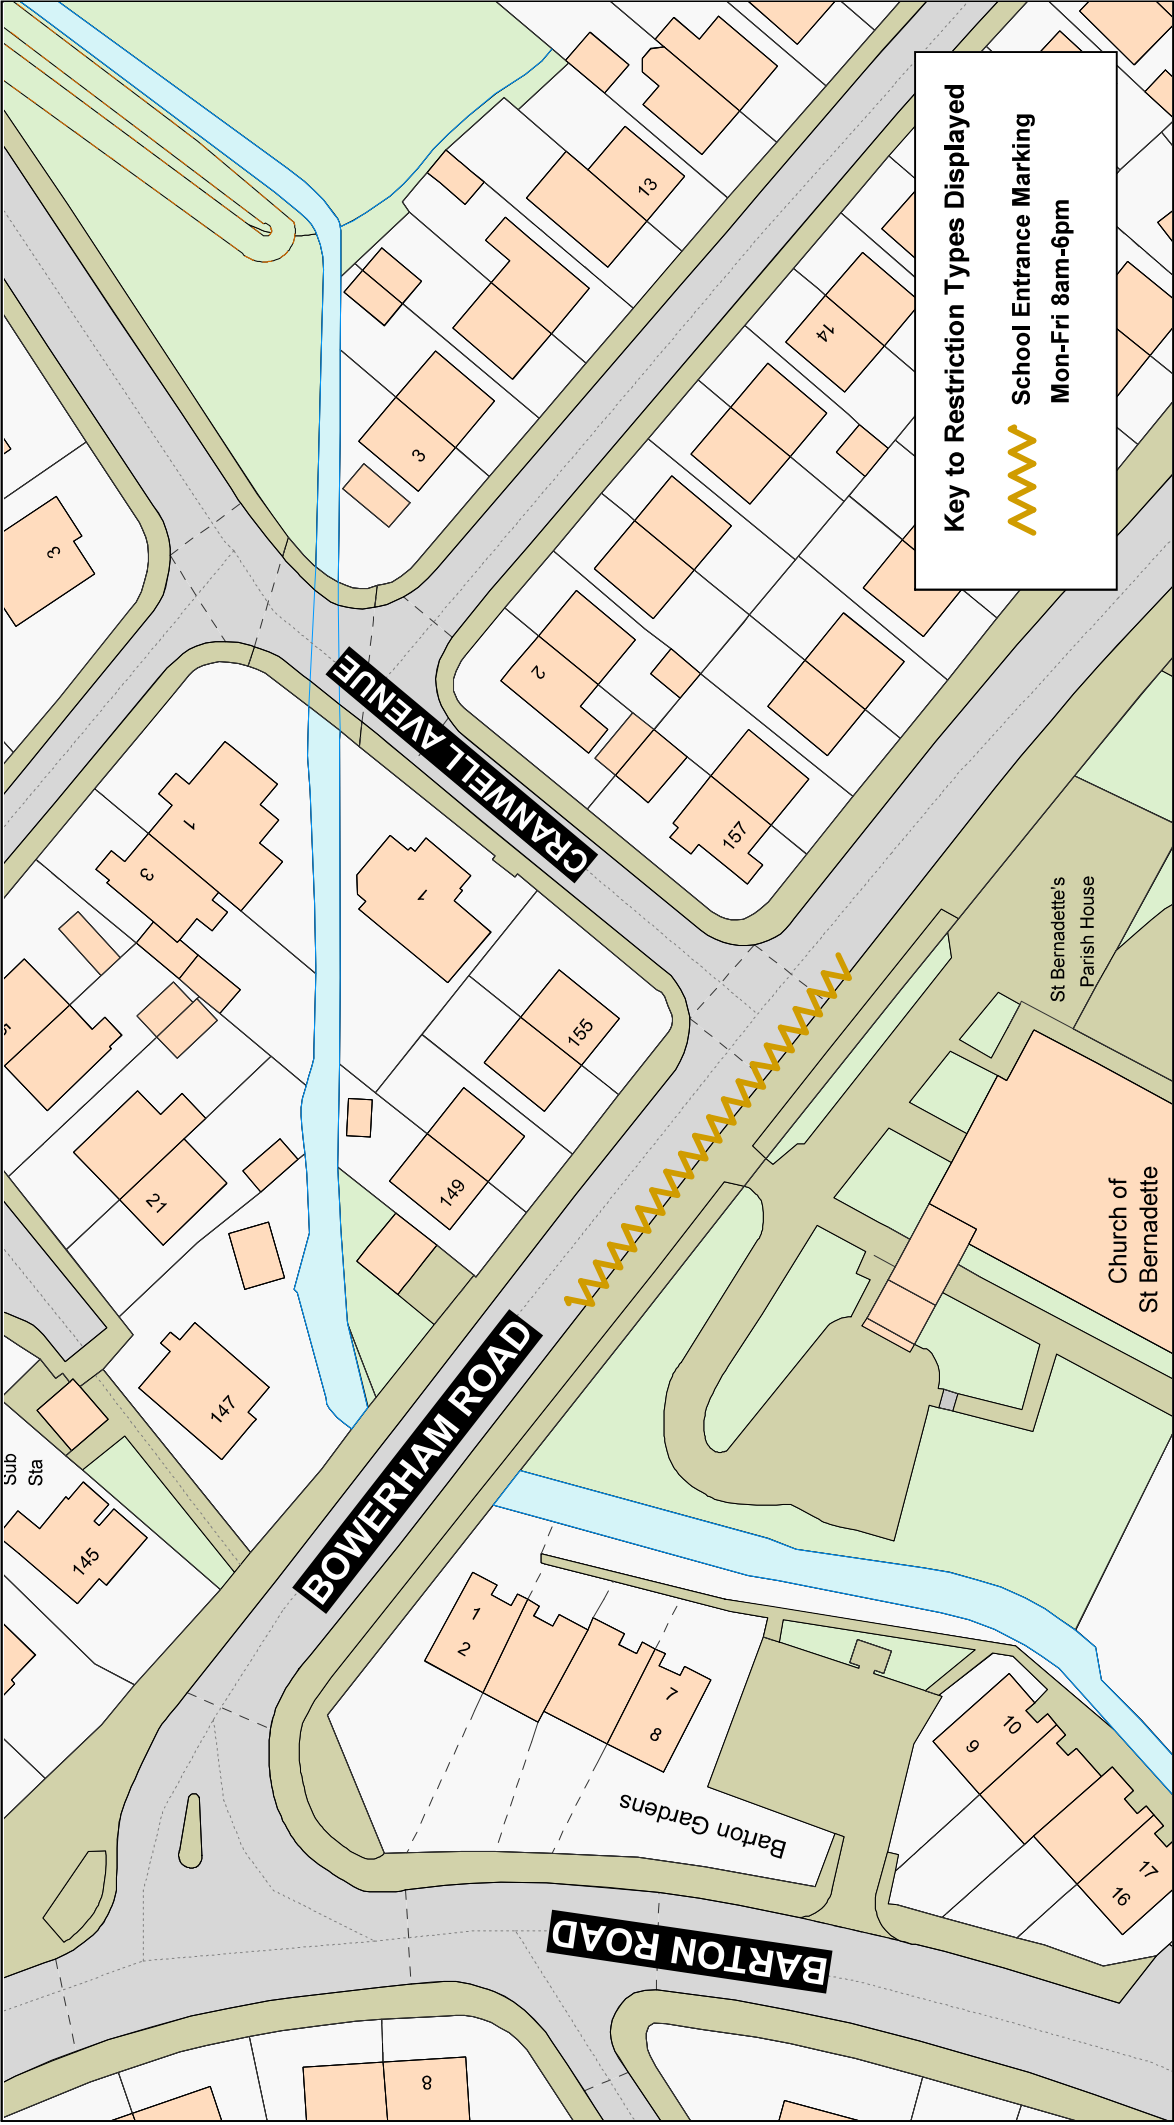 Key to Restriction Types Displayed
School Entrance Marking
Mon-Fri 8am-6pm
CRANWELL AVENUE
BOWERHAM ROAD
BARTON ROAD
Barton Gardens
St Bernadette's
Parish House
Church of
St Bernadette
Sub
Sta
13
14
3
3
2
157
1
3
1
155
149
21
147
145
1
2
7
8
10
9
17
16
8